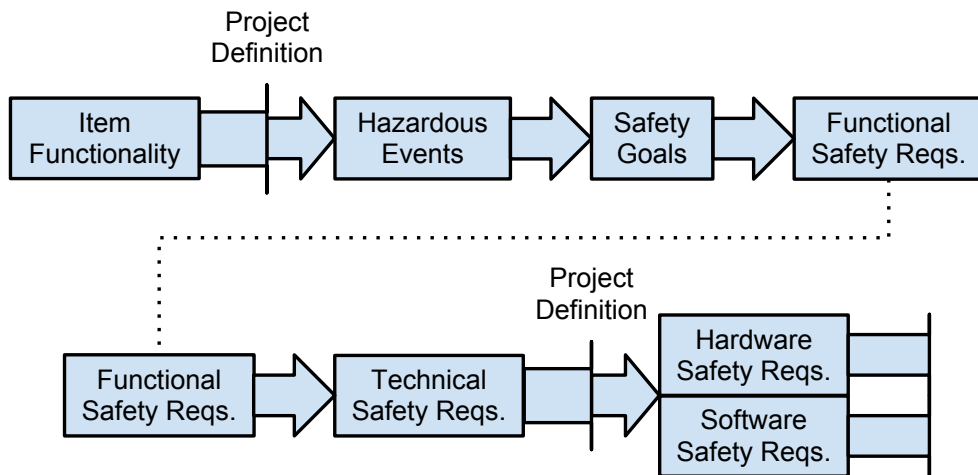 Project
Definition
Item
Functionality
Hazardous
Events
Safety
Goals
Functional
Safety Reqs.
Project
Definition
Functional
Safety Reqs.
Technical
Safety Reqs.
Hardware
Safety Reqs.
Software
Safety Reqs.